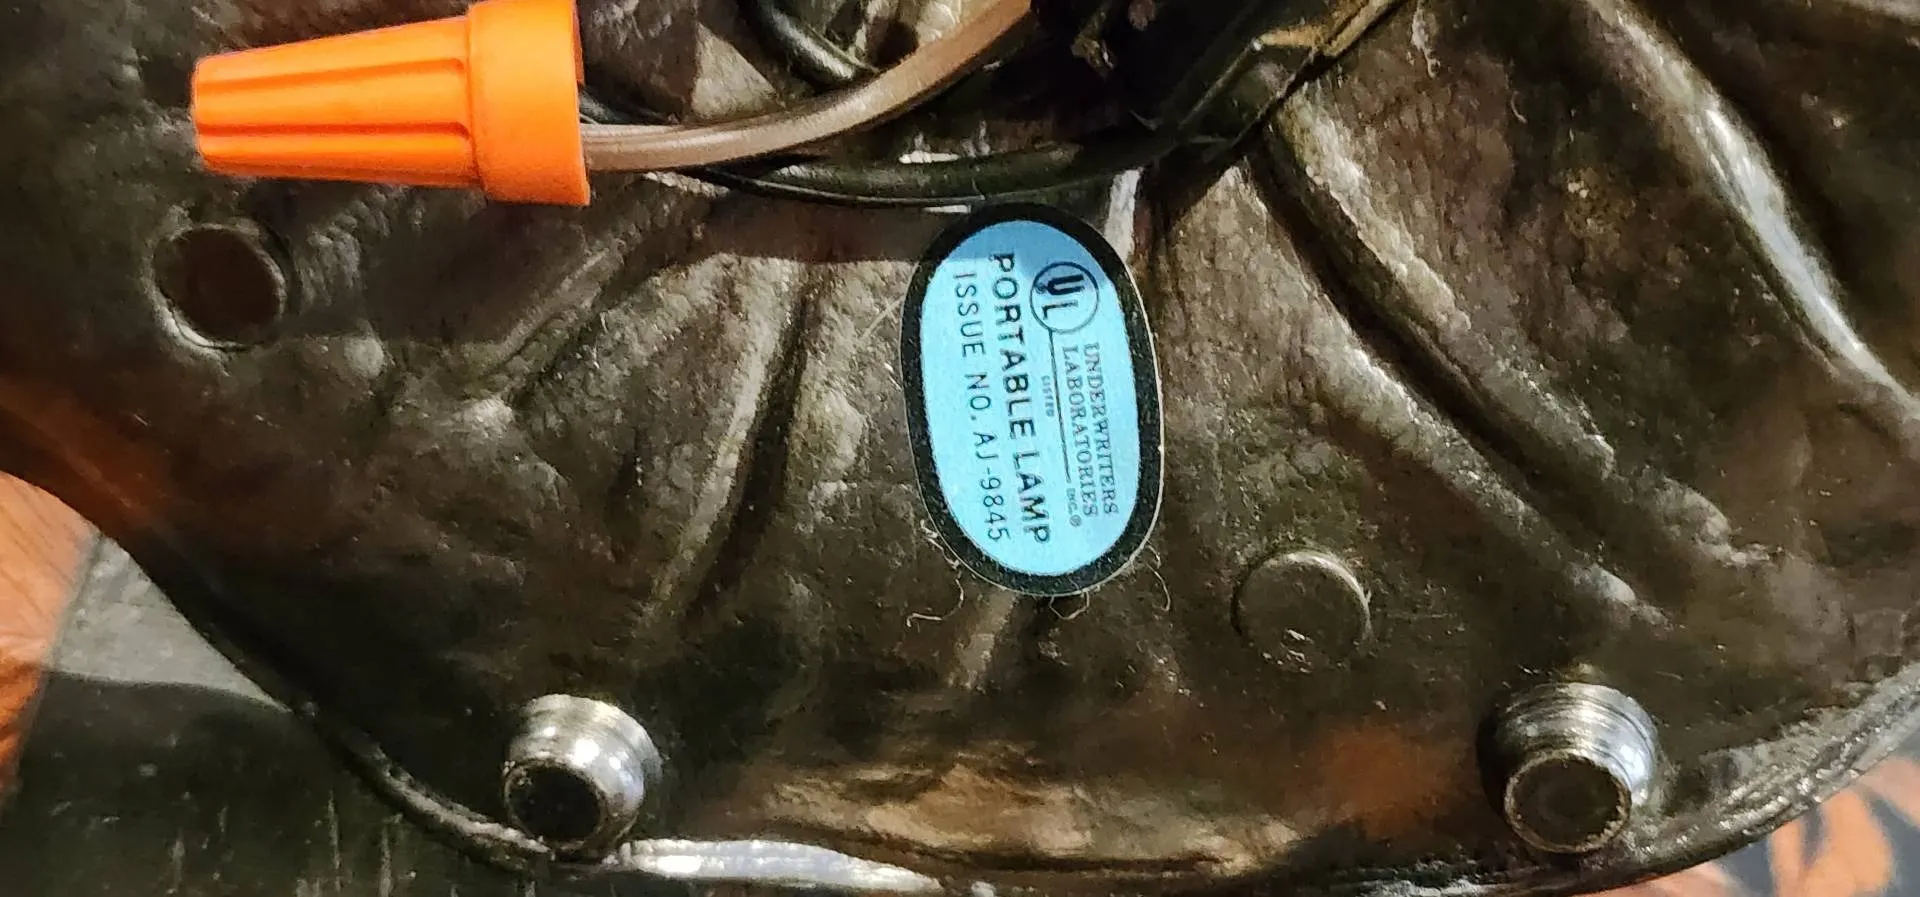 UL
UNDERWRITERS
LABORATORIES
LISTED
INC.®
PORTABLE LAMP
ISSUE NO. AJ-9845